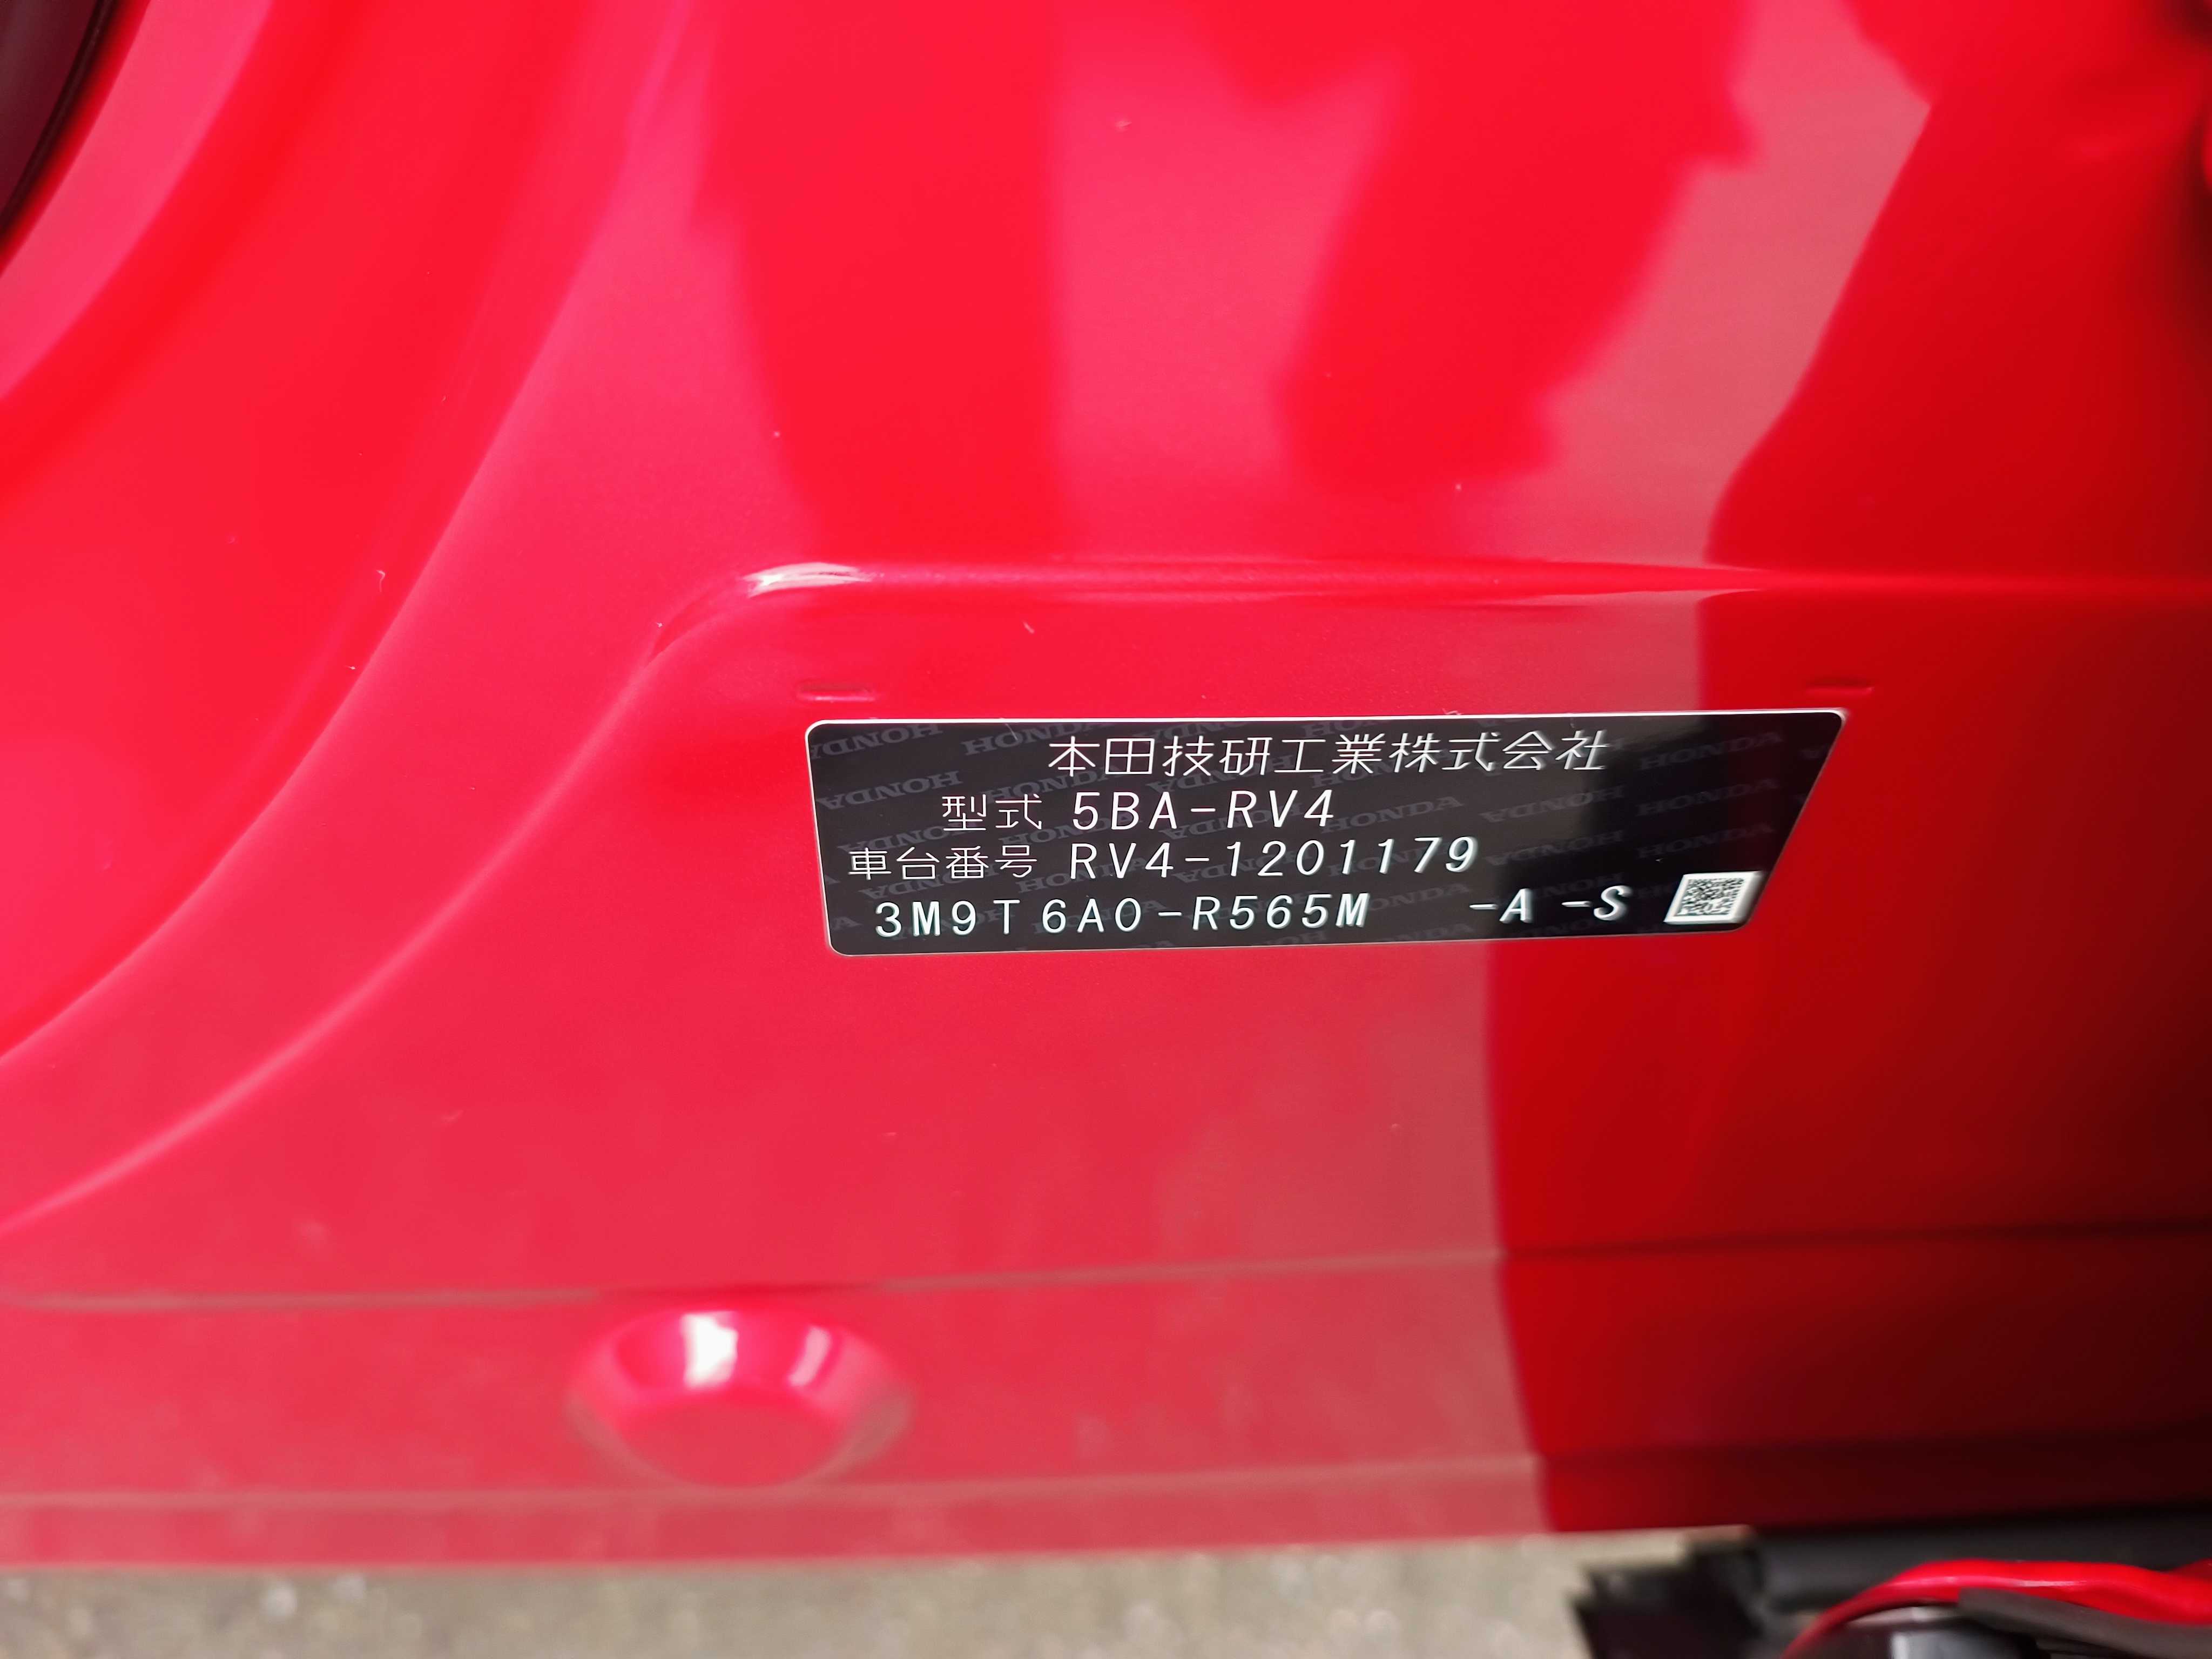 本田技研工業株式会社
型式 5BA-RV4
車台番号 RV4-1201179
3M9T6A0-R565M -A -S